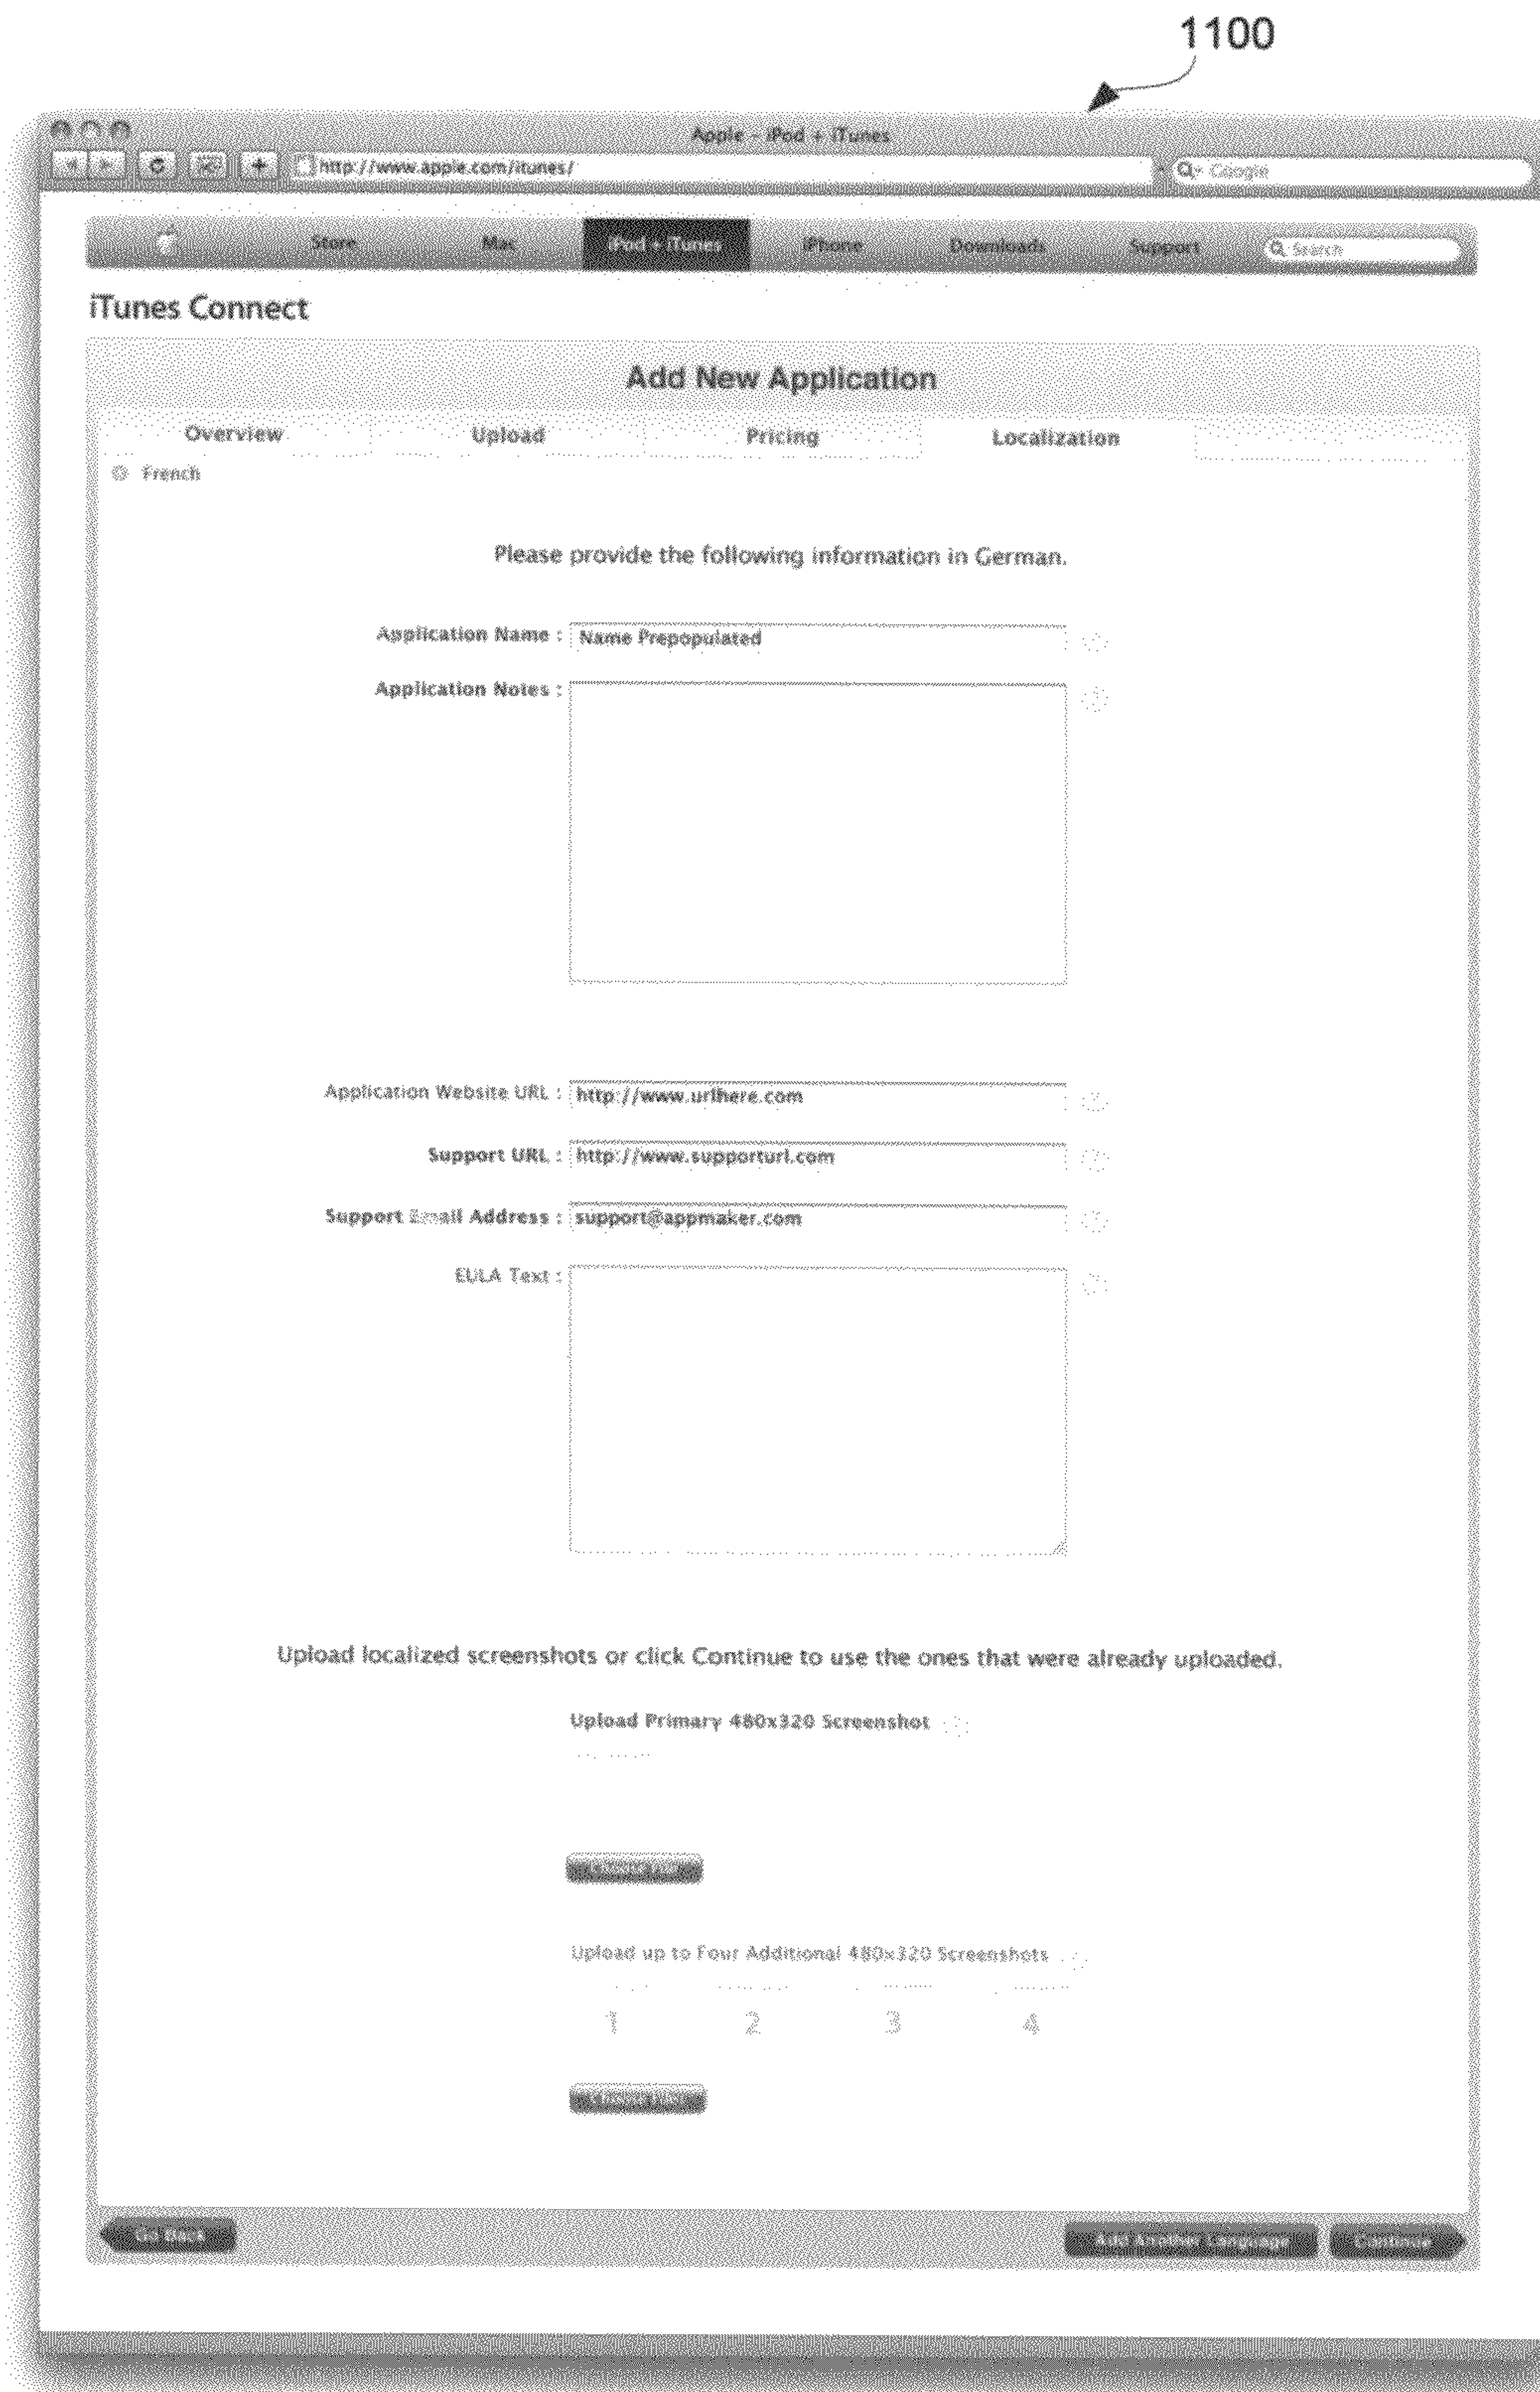 1100
Apple - iPod + iTunes
http://www.apple.com/itunes/
Google
Store Mac iPod + iTunes iPhone Downloads Support Search
iTunes Connect
Add New Application
Overview Upload Pricing Localization
French
Please provide the following information in German.
Application Name : Name Prepopulated
Application Notes :
Application Website URL : http://www.urlhere.com
Support URL : http://www.supporturl.com
Support Email Address : support@appmaker.com
EULA Text :
Upload localized screenshots or click Continue to use the ones that were already uploaded.
Upload Primary 480x320 Screenshot
Choose File
Upload up to Four Additional 480x320 Screenshots
1 2 3 4
Choose File
Go Back Add Another Language Continue